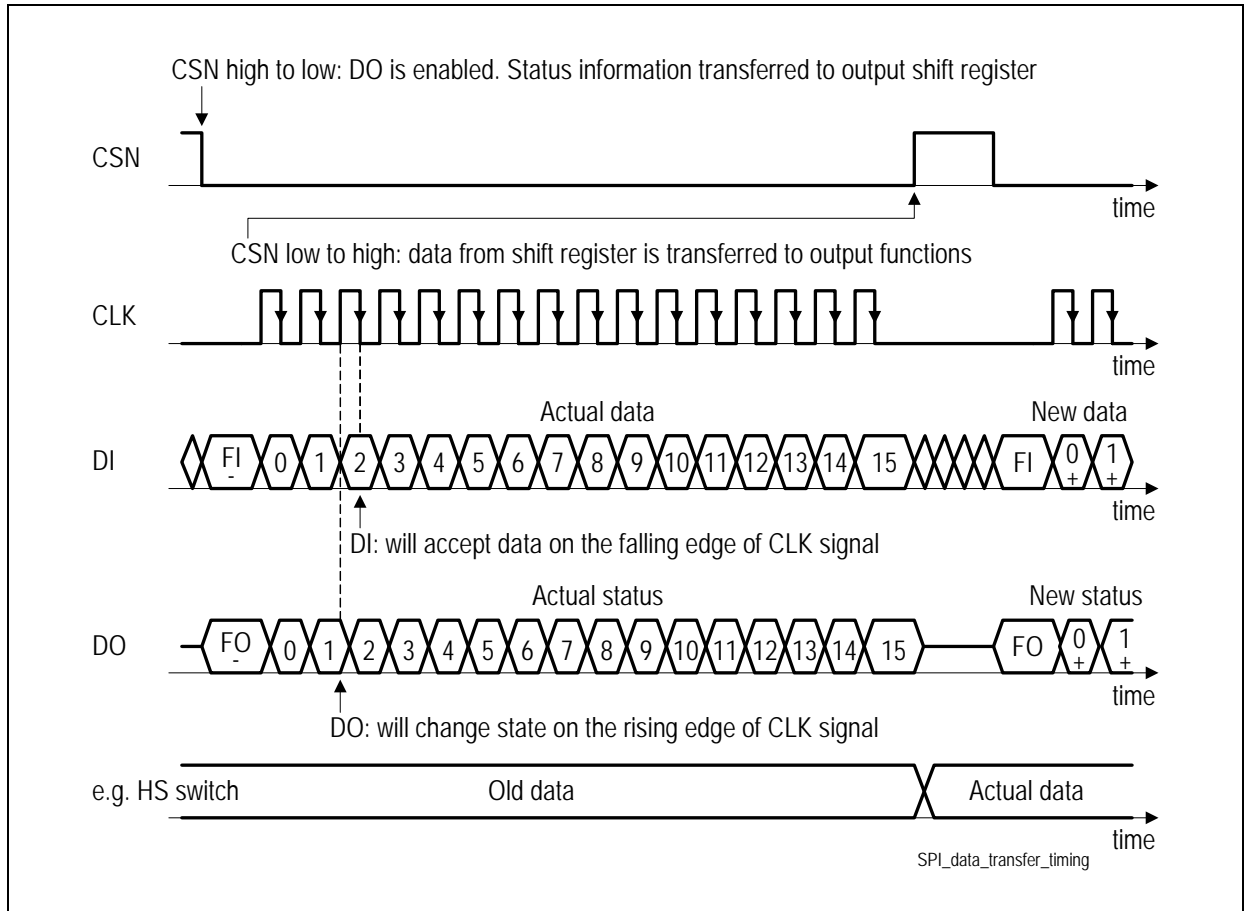 CSN high to low: DO is enabled. Status information transferred to output shift register
CSN
time
CSN low to high: data from shift register is transferred to output functions
CLK
time
Actual data New data
DI FI - 0 1 2 3 4 5 6 7 8 9 10 11 12 13 14 15 FI 0 + 1 +
time
DI: will accept data on the falling edge of CLK signal
Actual status New status
DO FO - 0 1 2 3 4 5 6 7 8 9 10 11 12 13 14 15 FO 0 + 1 +
time
DO: will change state on the rising edge of CLK signal
e.g. HS switch Old data Actual data
time
SPI_data_transfer_timing